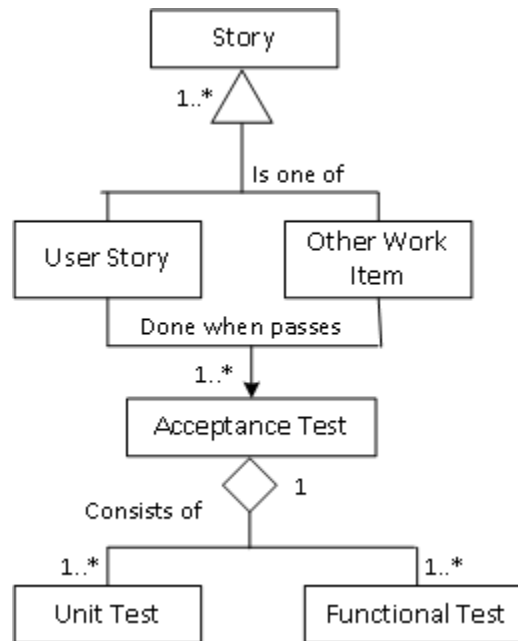 Story
1..*
Is one of
User Story
Other Work
Item
Done when passes
1..*
Acceptance Test
1
Consists of
1..*
1..*
Unit Test
Functional Test